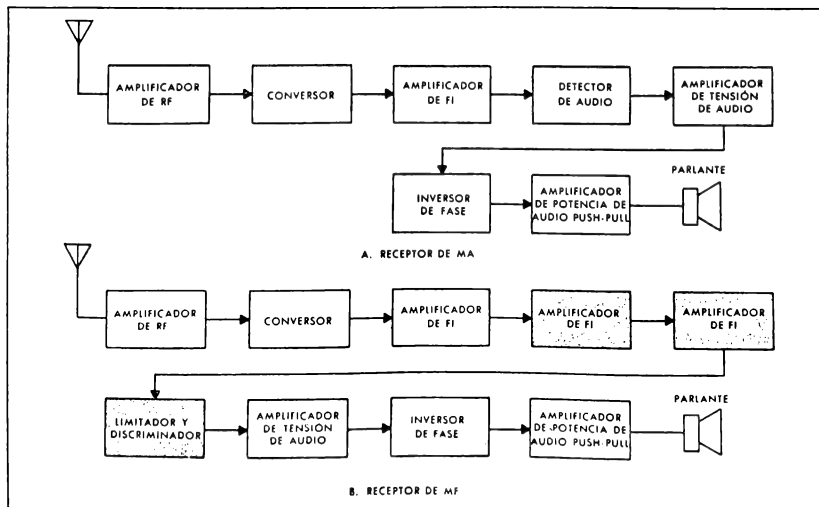 AMPLIFICADOR
DE RF
CONVERSOR
AMPLIFICADOR
DE FI
DETECTOR
DE AUDIO
AMPLIFICADOR
DE TENSIÓN
DE AUDIO
INVERSOR
DE FASE
AMPLIFICADOR
DE POTENCIA DE
AUDIO PUSH-PULL
PARLANTE
A. RECEPTOR DE MA
AMPLIFICADOR
DE RF
CONVERSOR
AMPLIFICADOR
DE FI
AMPLIFICADOR
DE FI
AMPLIFICADOR
DE FI
LIMITADOR Y
DISCRIMINADOR
AMPLIFICADOR
DE TENSIÓN
DE AUDIO
INVERSOR
DE FASE
AMPLIFICADOR
DE POTENCIA DE
AUDIO PUSH-PULL
PARLANTE
B. RECEPTOR DE MF